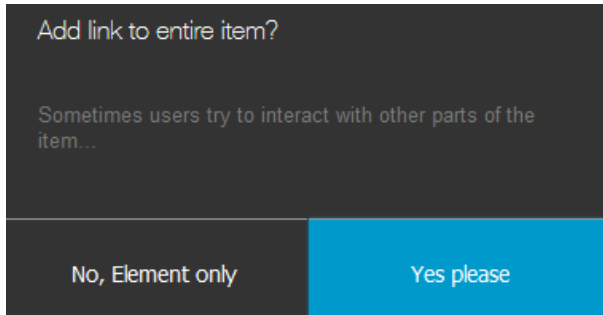 Add link to entire item?
Sometimes users try to interact with other parts of the
item...
No, Element only
Yes please